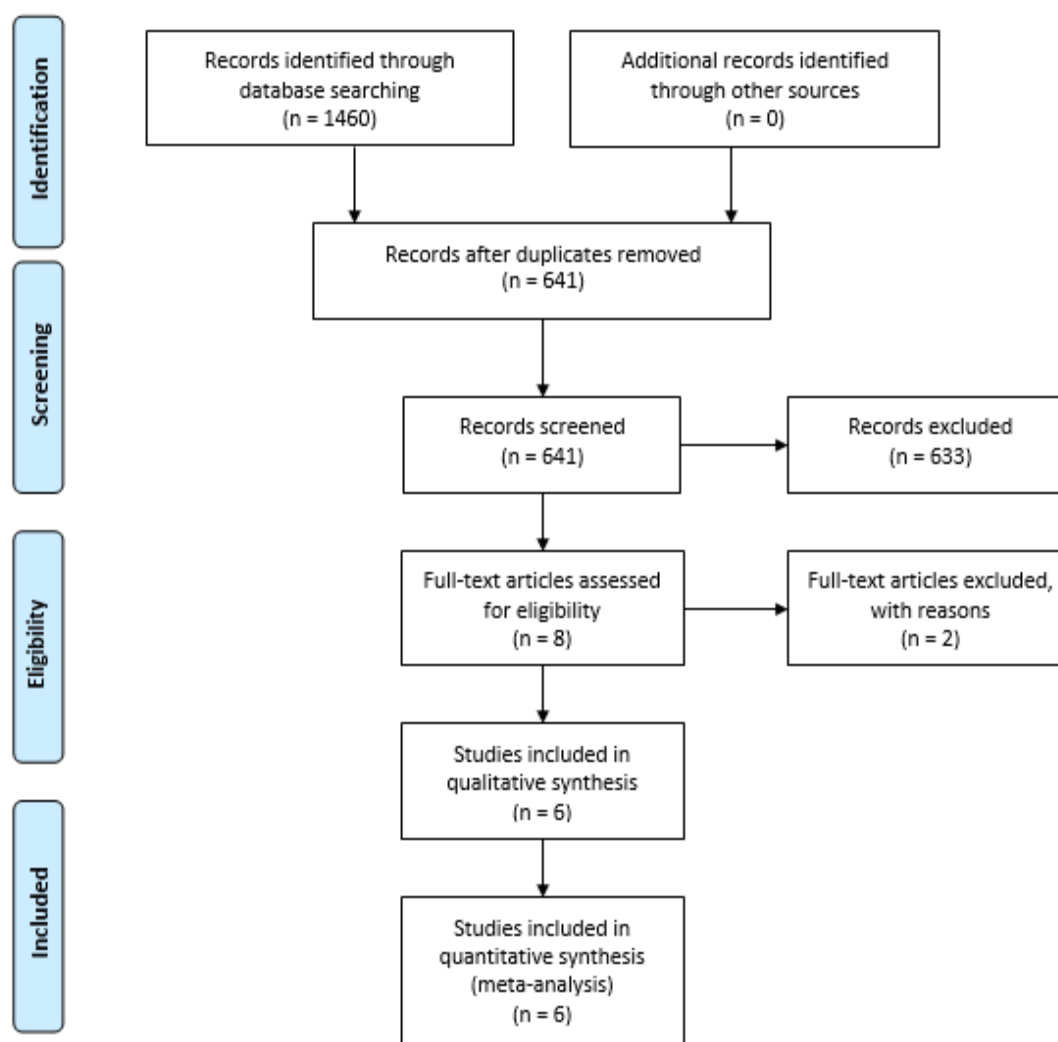 Identification
Records identified through
database searching
(n = 1460)
Additional records identified
through other sources
(n = 0)
Records after duplicates removed
(n = 641)
Screening
Records screened
(n = 641)
Records excluded
(n = 633)
Eligibility
Full-text articles assessed
for eligibility
(n = 8)
Full-text articles excluded,
with reasons
(n = 2)
Studies included in
qualitative synthesis
(n = 6)
Included
Studies included in
quantitative synthesis
(meta-analysis)
(n = 6)